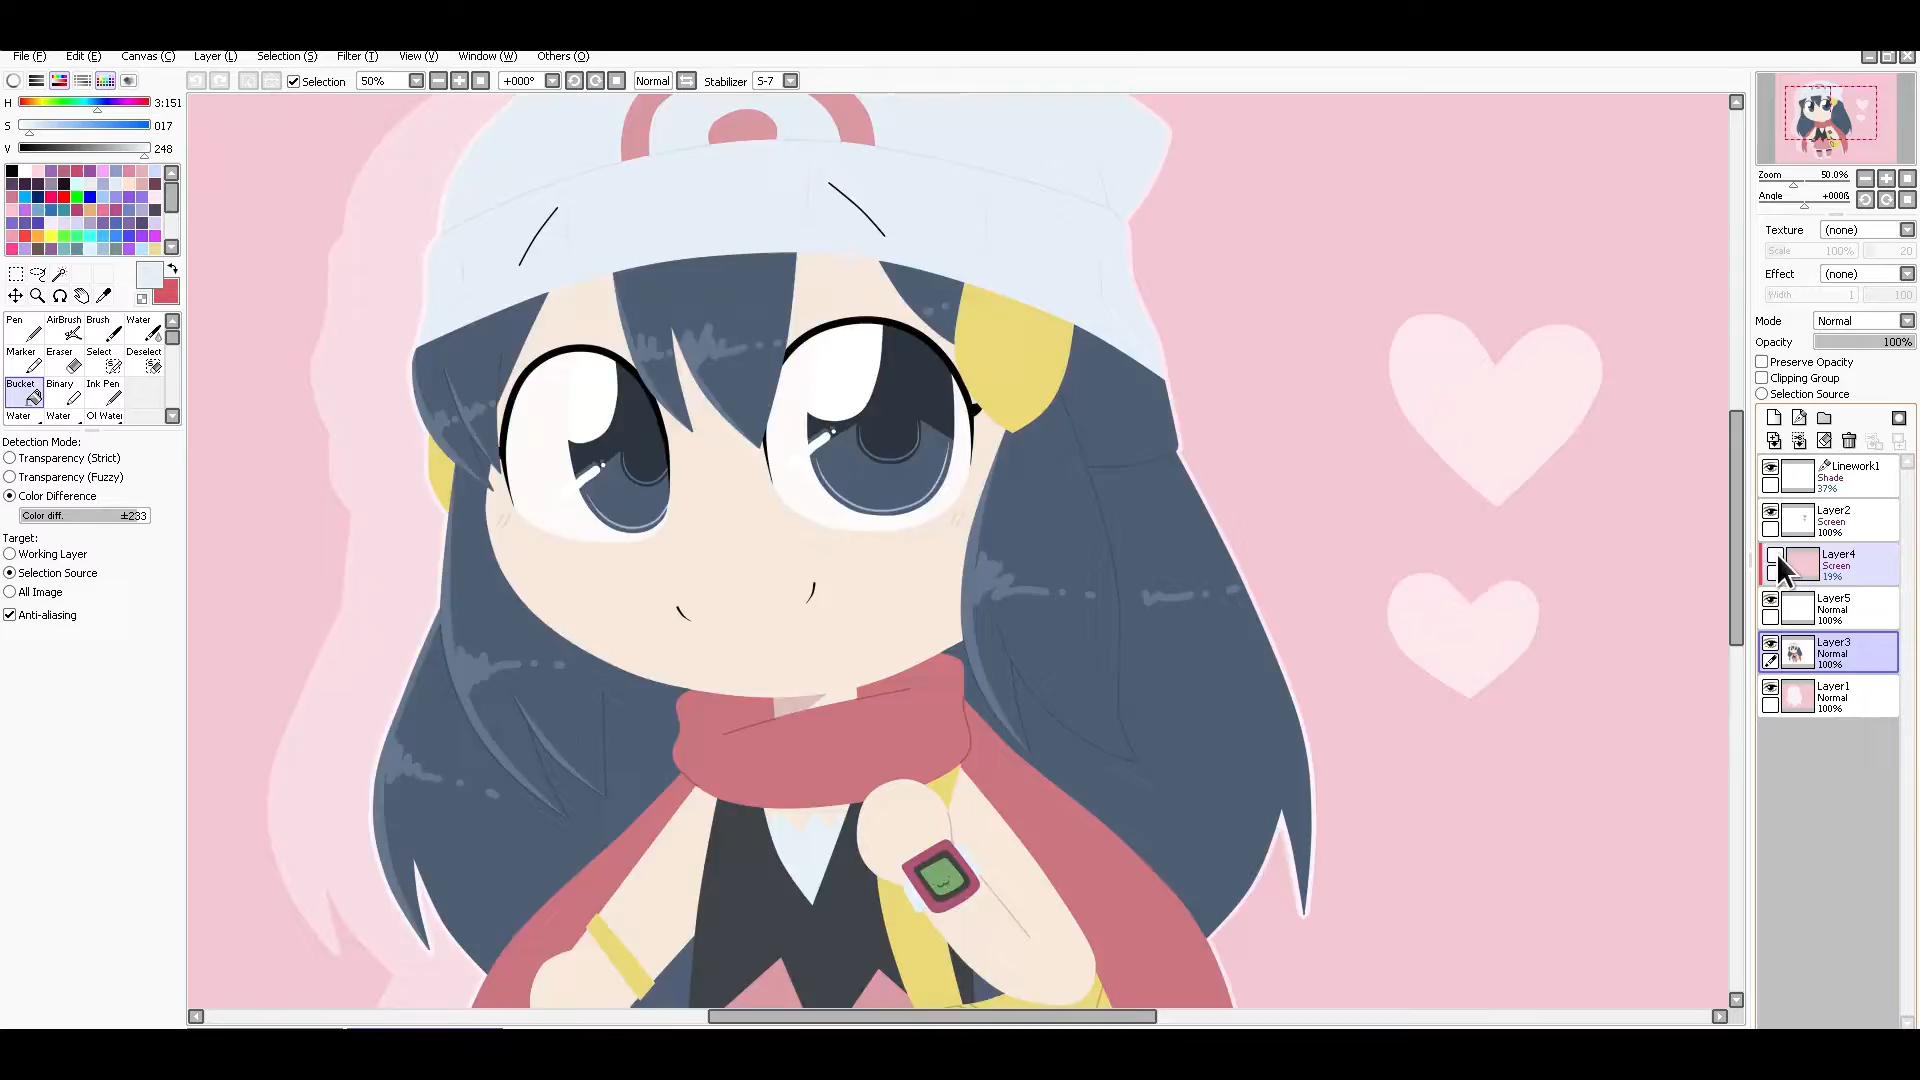 File (F) Edit (E) Canvas (C) Layer (L) Selection (S) Filter (T) View (V) Window (W) Others (O)
Selection 50% +000° Normal Stabilizer S-7
H 3:151
S 017
V 248
Pen AirBrush Brush Water
Marker Eraser Select Deselect
Bucket Binary Ink Pen
Water Water Ol Water
Detection Mode:
Transparency (Strict)
Transparency (Fuzzy)
Color Difference
Color diff. ±233
Target:
Working Layer
Selection Source
All Image
Anti-aliasing
Zoom 50.0%
Angle +000ß
Texture (none)
Scale 100% 20
Effect (none)
Width 1 100
Mode Normal
Opacity 100%
Preserve Opacity
Clipping Group
Selection Source
Linework1
Shade
37%
Layer2
Screen
100%
Layer4
Screen
19%
Layer5
Normal
100%
Layer3
Normal
100%
Layer1
Normal
100%